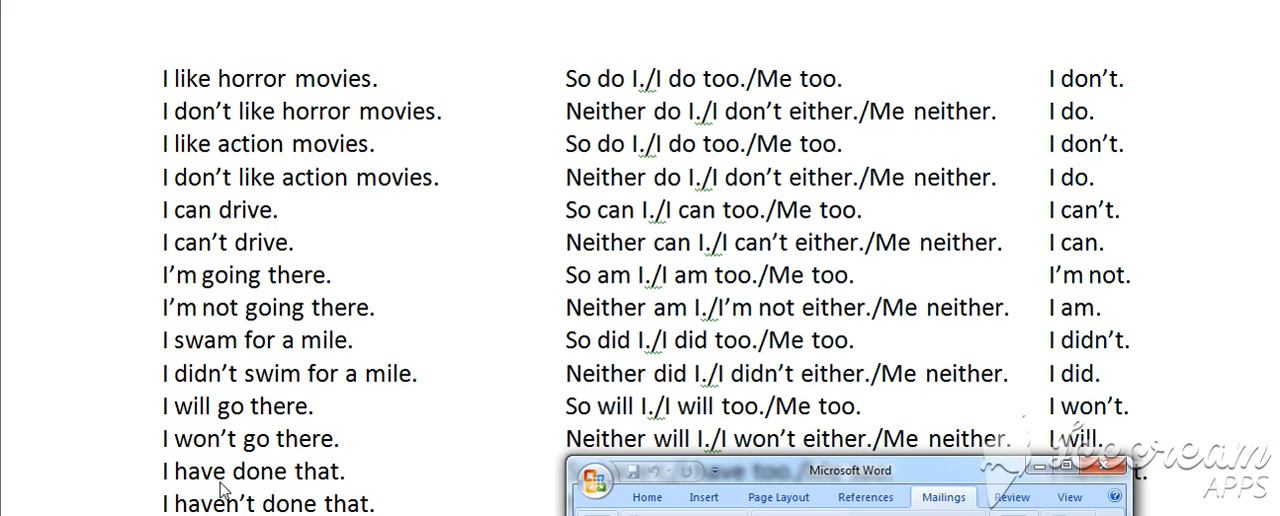 I like horror movies. So do I./I do too./Me too. I don't.
I don't like horror movies. Neither do I./I don't either./Me neither. I do.
I like action movies. So do I./I do too./Me too. I don't.
I don't like action movies. Neither do I./I don't either./Me neither. I do.
I can drive. So can I./I can too./Me too. I can't.
I can't drive. Neither can I./I can't either./Me neither. I can.
I'm going there. So am I./I am too./Me too. I'm not.
I'm not going there. Neither am I./I'm not either./Me neither. I am.
I swam for a mile. So did I./I did too./Me too. I didn't.
I didn't swim for a mile. Neither did I./I didn't either./Me neither. I did.
I will go there. So will I./I will too./Me too. I won't.
I won't go there. Neither will I./I won't either./Me neither. I will.
I have done that.
Microsoft Word
icecream
APPS
Home Insert Page Layout References Mailings Review View
I haven't done that.